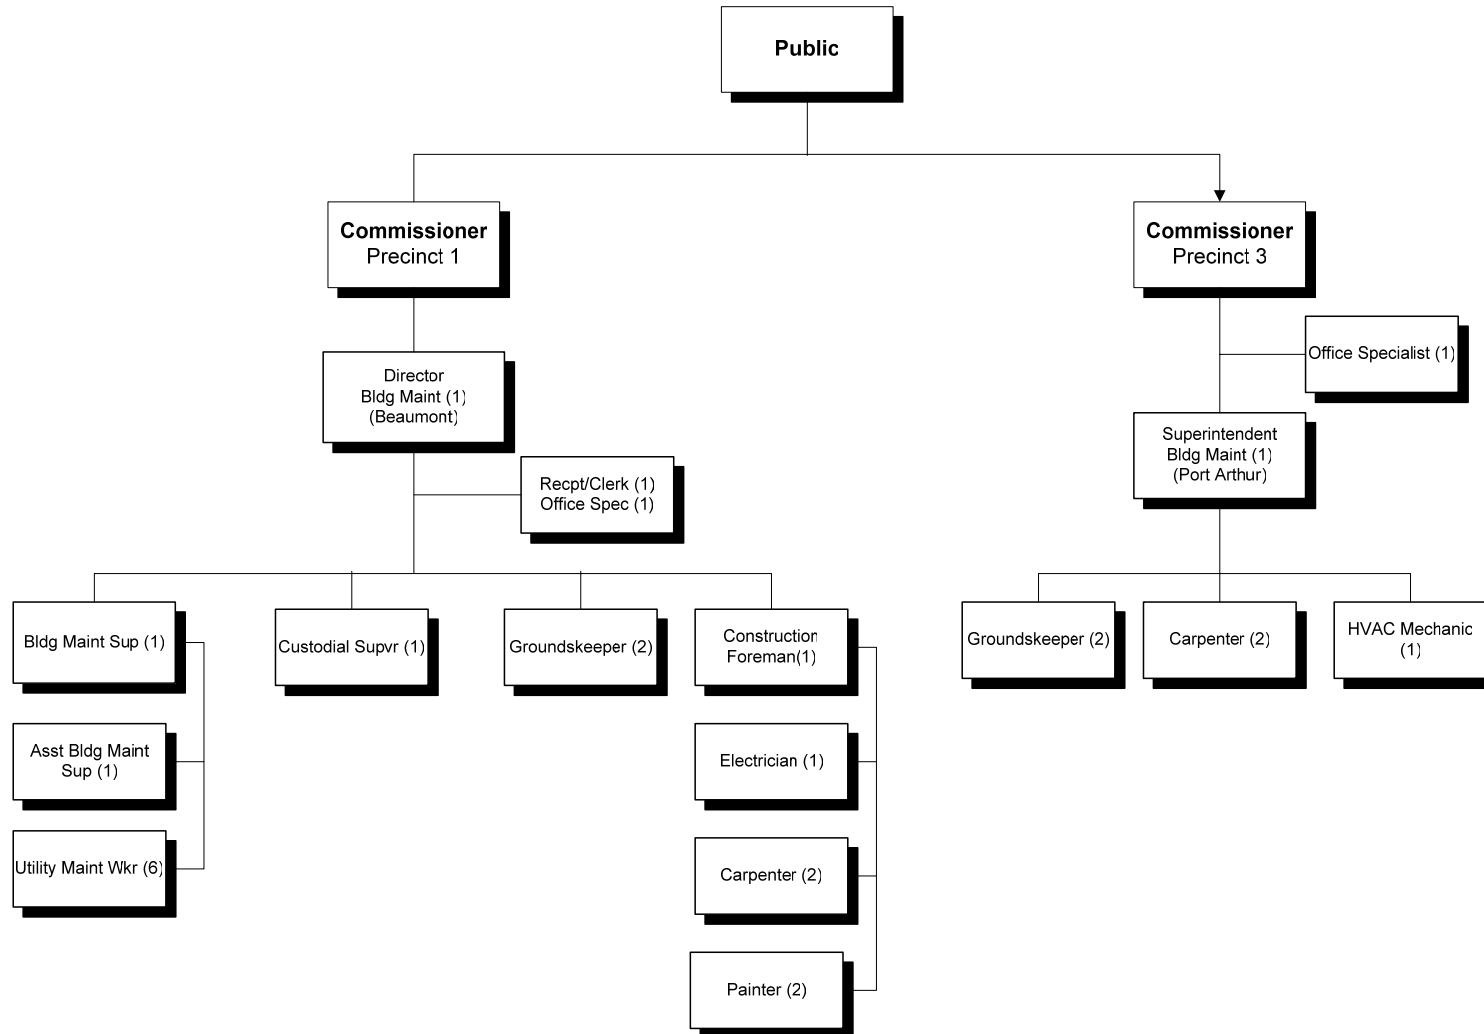 Public
Commissioner
Precinct 1
Commissioner
Precinct 3
Office Specialist (1)
Director
Bldg Maint (1)
(Beaumont)
Superintendent
Bldg Maint (1)
(Port Arthur)
Recpt/Clerk (1)
Office Spec (1)
Bldg Maint Sup (1)
Custodial Supvr (1)
Groundskeeper (2)
Construction
Foreman(1)
Groundskeeper (2)
Carpenter (2)
HVAC Mechanic
(1)
Asst Bldg Maint
Sup (1)
Electrician (1)
Utility Maint Wkr (6)
Carpenter (2)
Painter (2)